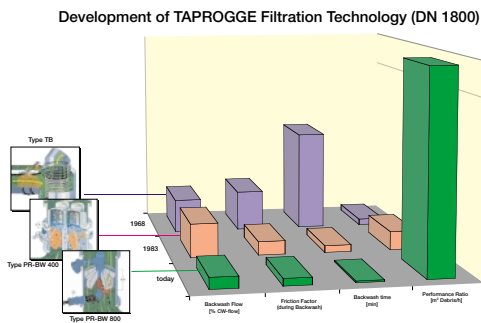 Development of TAPROGGE Filtration Technology (DN 1800)
Type TB
1968
Type PR-BW 400
1983
today
Type PR-BW 800
Backwash Flow
[% CW-flow]
Friction Factor
(during Backwash)
Backwash time
[min]
Performance Ratio
[m³ Debris/h]